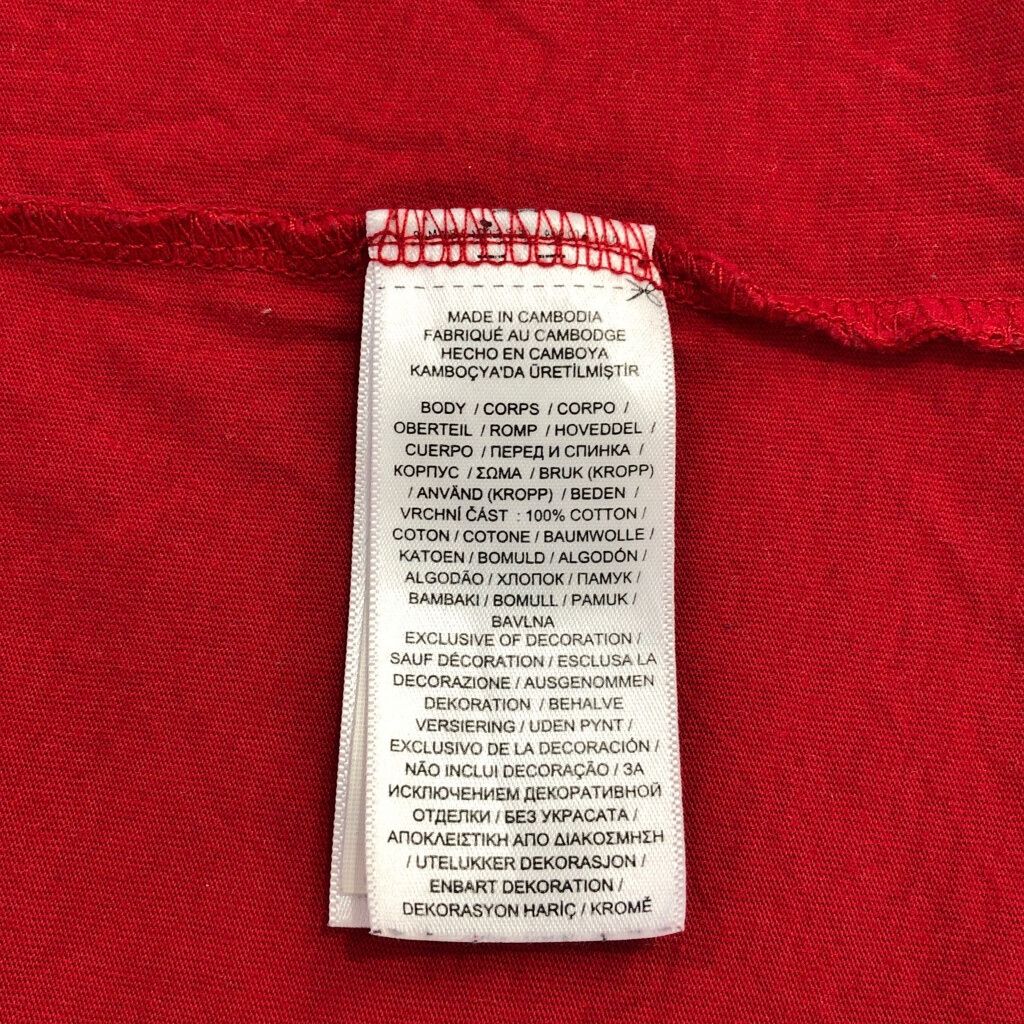 MADE IN CAMBODIA
FABRIQUÉ AU CAMBODGE
HECHO EN CAMBOYA
KAMBOÇYA'DA ÜRETİLMİŞTİR
BODY / CORPS / CORPO /
OBERTEIL / ROMP / HOVEDDEL /
CUERPO / ПЕРЕД И СПИНКА /
КОРПУС / ΣΩΜΑ / BRUK (KROPP)
/ ANVÄND (KROPP) / BEDEN /
VRCHNÍ ČÁST : 100% COTTON /
COTON / COTONE / BAUMWOLLE /
KATOEN / BOMULD / ALGODÓN /
ALGODÃO / ХЛОПОК / ПАМУК /
BAMBAKI / BOMULL / PAMUK /
BAVLNA
EXCLUSIVE OF DECORATION /
SAUF DÉCORATION / ESCLUSA LA
DECORAZIONE / AUSGENOMMEN
DEKORATION / BEHALVE
VERSIERING / UDEN PYNT /
EXCLUSIVO DE LA DECORACIÓN /
NÃO INCLUI DECORAÇÃO / ЗА
ИСКЛЮЧЕНИЕМ ДЕКОРАТИВНОЙ
ОТДЕЛКИ / БЕЗ УКРАСАТА /
ΑΠΟΚΛΕΙΣΤΙΚΗ ΑΠΟ ΔΙΑΚΟΣΜΗΣΗ
/ UTELUKKER DEKORASJON /
ENBART DEKORATION /
DEKORASYON HARİÇ / KROMĚ